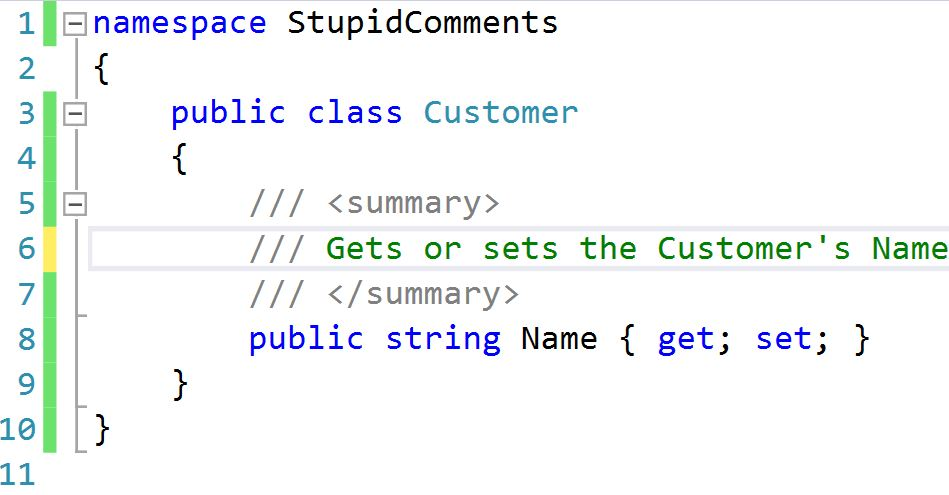 1 namespace StupidComments
2 {
3     public class Customer
4     {
5         /// <summary>
6         /// Gets or sets the Customer's Name
7         /// </summary>
8         public string Name { get; set; }
9     }
10 }
11